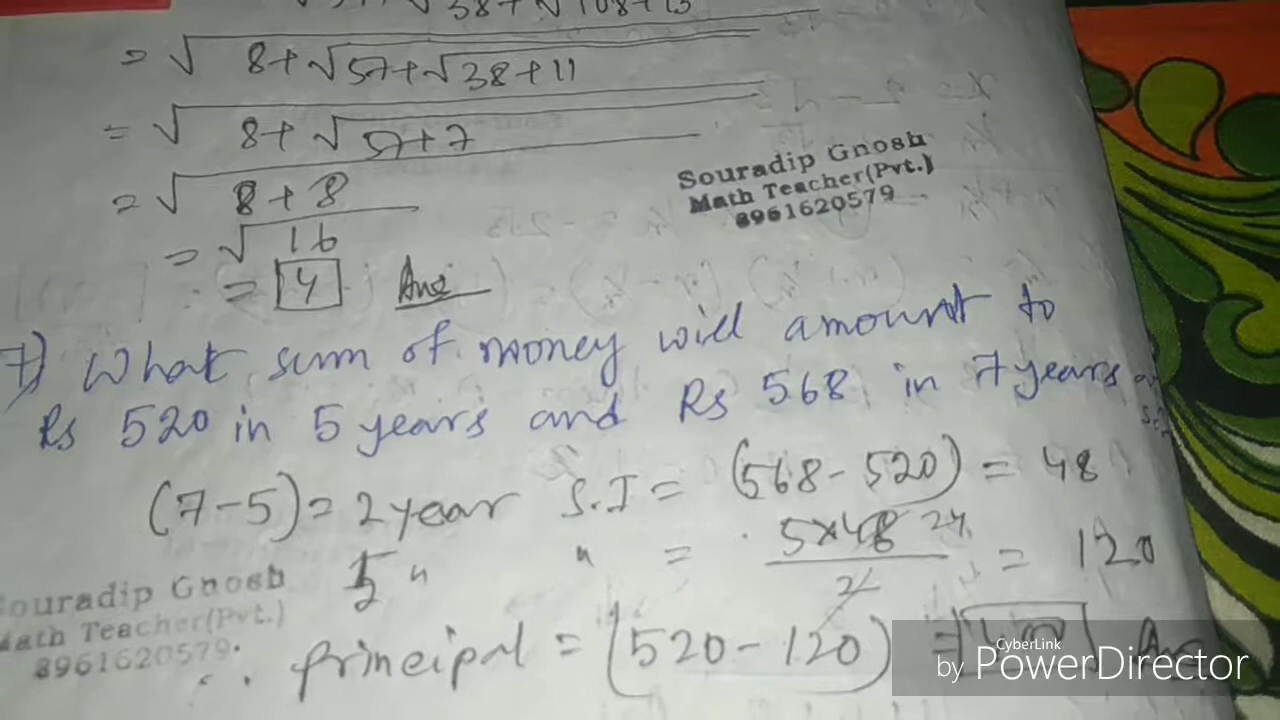 = √8+√57+√38+11
= √8+√57+7
= √8+8
= √16
= 4 Ans
Souradip Gnosh
Math Teacher(Pvt.)
8961620579
7) What sum of money will amount to
Rs 520 in 5 years and Rs 568 in 7 years
(7-5)=2 year S.I = (568-520) = 48
5 " " = 5×48 24 / 2 = 120
Souradip Gnosh
Math Teacher(Pvt.)
8961620579.
∴ principal = (520-120) =
CyberLink
by PowerDirector